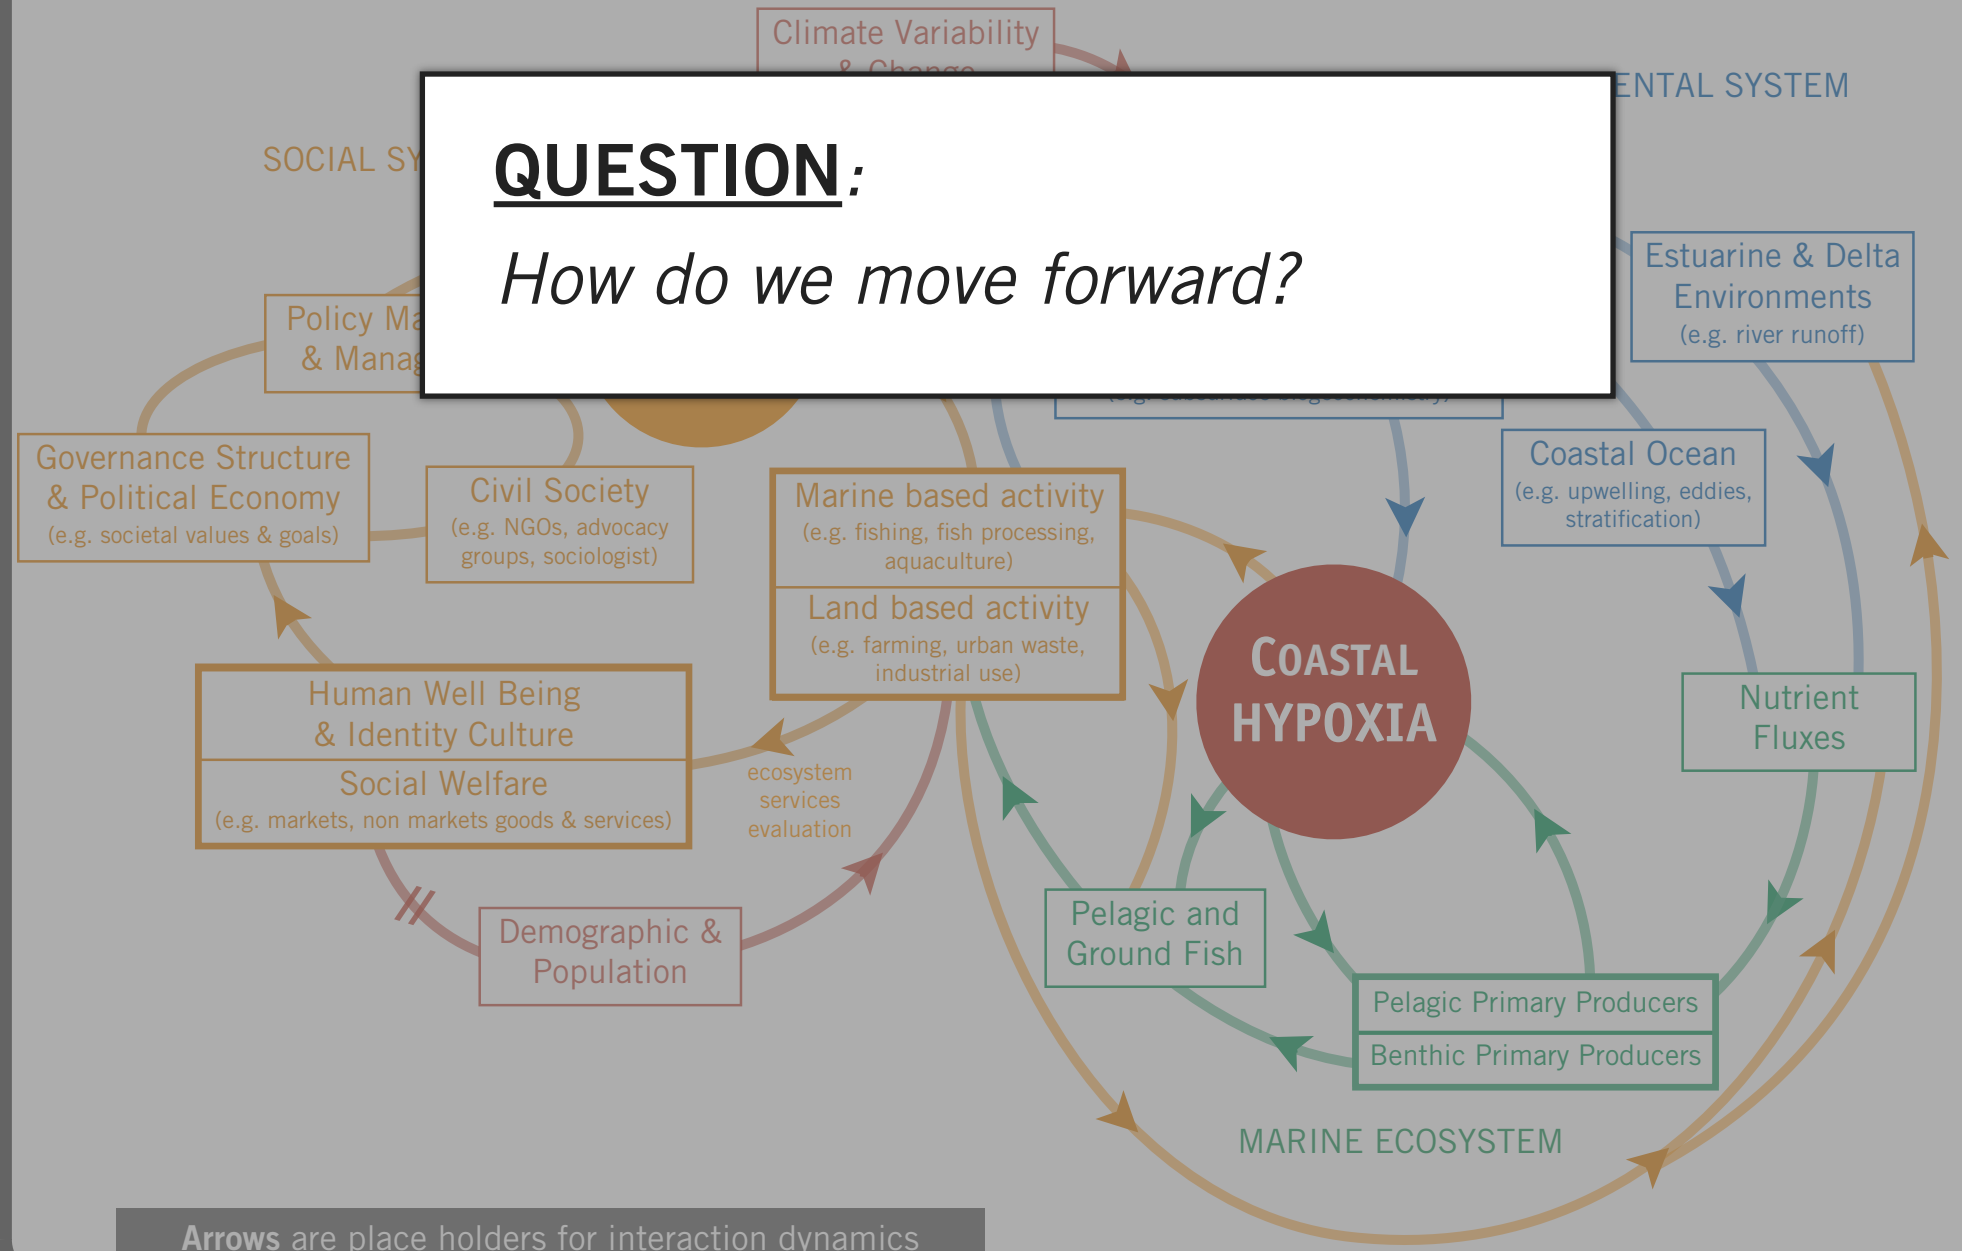 Climate Variability
ENTAL SYSTEM
SOCIAL SY
QUESTION:
How do we move forward?
Estuarine & Delta
Environments
(e.g. river runoff)
Policy Ma
& Manag
Governance Structure
& Political Economy
(e.g. societal values & goals)
Civil Society
(e.g. NGOs, advocacy
groups, sociologist)
Marine based activity
(e.g. fishing, fish processing,
aquaculture)
Land based activity
(e.g. farming, urban waste,
industrial use)
Coastal Ocean
(e.g. upwelling, eddies,
stratification)
COASTAL
HYPOXIA
Human Well Being
& Identity Culture
Social Welfare
(e.g. markets, non markets goods & services)
ecosystem
services
evaluation
Nutrient
Fluxes
Demographic &
Population
Pelagic and
Ground Fish
Pelagic Primary Producers
Benthic Primary Producers
MARINE ECOSYSTEM
Arrows are place holders for interaction dynamics